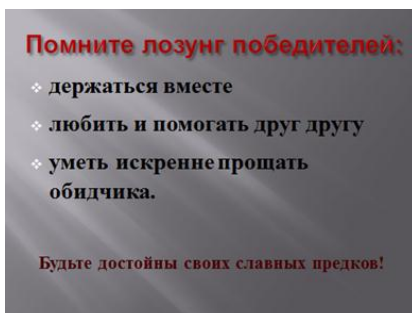 Помните лозунг победителей:
держаться вместе
любить и помогать друг другу
уметь искренне прощать
обидчика.
Будьте достойны своих славных предков!